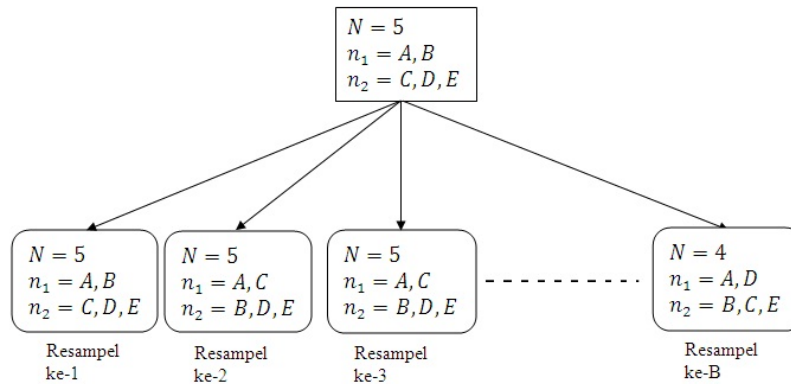 N = 5
n₁ = A, B
n₂ = C, D, E
N = 5
n₁ = A, B
n₂ = C, D, E
Resampel
ke-1
N = 5
n₁ = A, C
n₂ = B, D, E
Resampel
ke-2
N = 5
n₁ = A, C
n₂ = B, D, E
Resampel
ke-3
N = 4
n₁ = A, D
n₂ = B, C, E
Resampel
ke-B